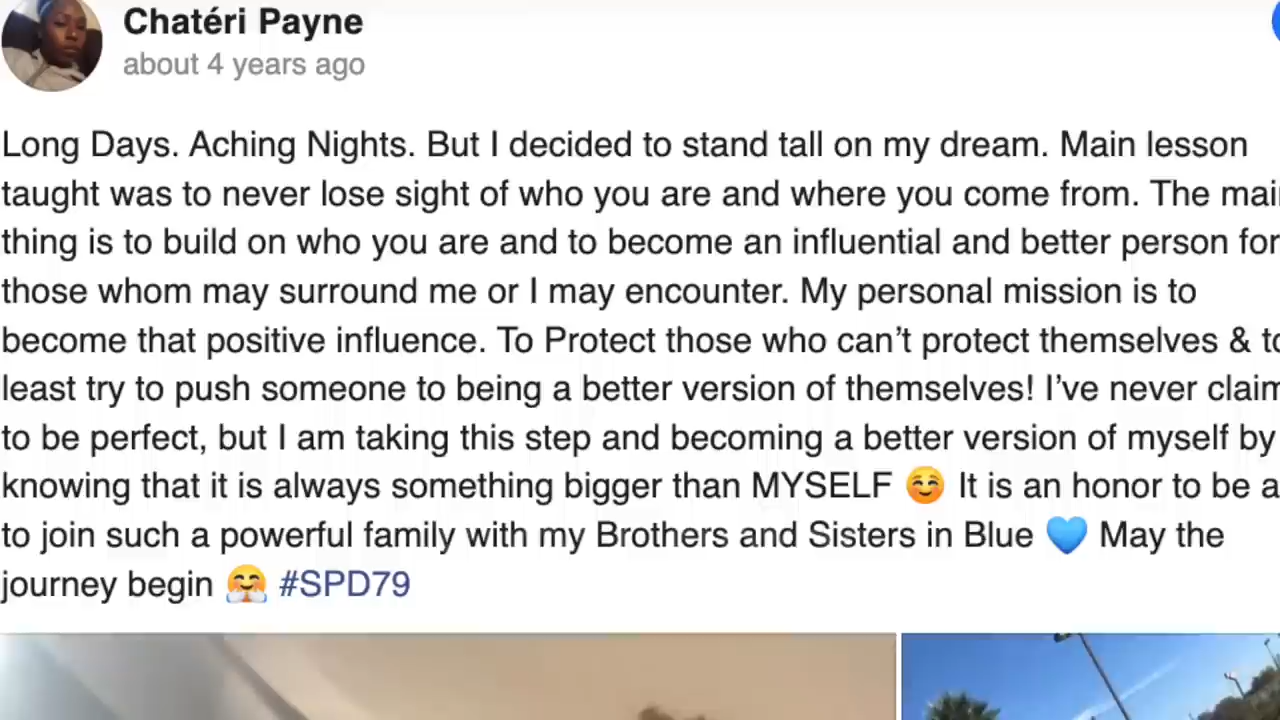 Chatéri Payne
about 4 years ago
Long Days. Aching Nights. But I decided to stand tall on my dream. Main lesson
taught was to never lose sight of who you are and where you come from. The mai
thing is to build on who you are and to become an influential and better person for
those whom may surround me or I may encounter. My personal mission is to
become that positive influence. To Protect those who can’t protect themselves & to
least try to push someone to being a better version of themselves! I’ve never claim
to be perfect, but I am taking this step and becoming a better version of myself by
knowing that it is always something bigger than MYSELF ☺️ It is an honor to be a
to join such a powerful family with my Brothers and Sisters in Blue 💙 May the
journey begin 🤗 #SPD79